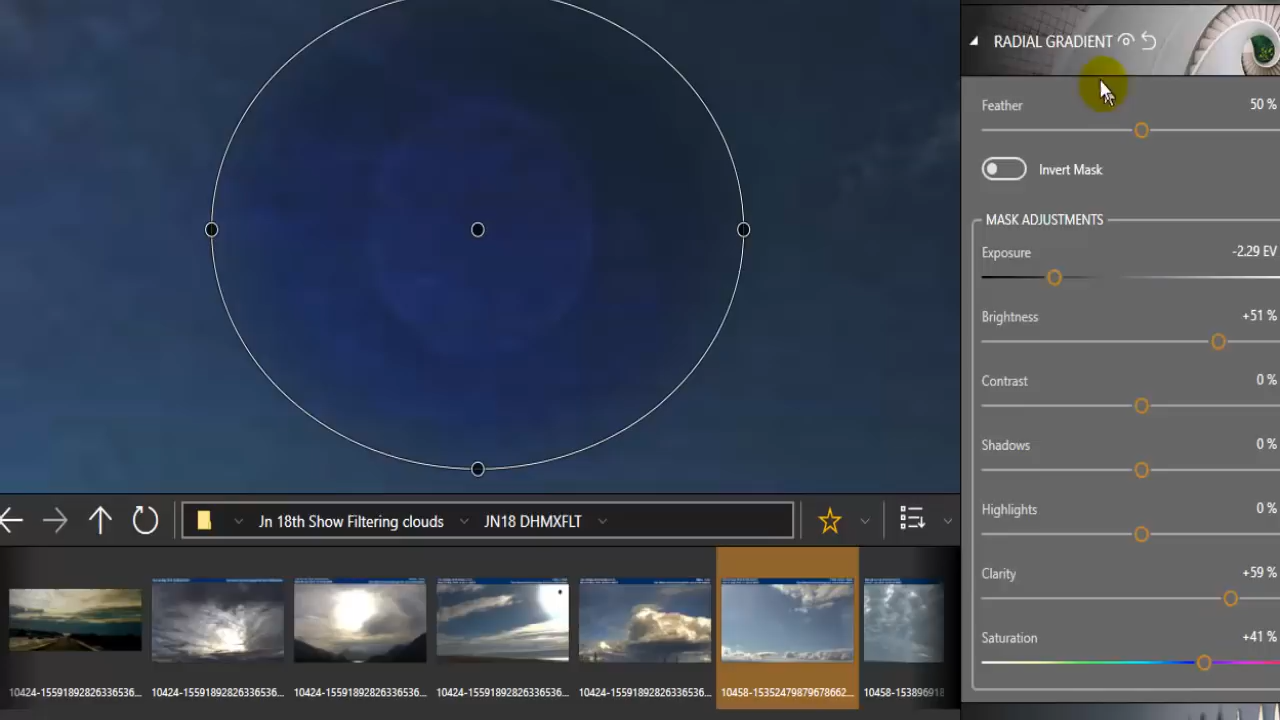 RADIAL GRADIENT
Feather 50 %
Invert Mask
MASK ADJUSTMENTS
Exposure -2.29 EV
Brightness +51 %
Contrast 0 %
Shadows 0 %
Highlights 0 %
Clarity +59 %
Saturation +41 %
Jn 18th Show Filtering clouds JN18 DHMXFLT
10424-15591892826336536... 10424-15591892826336536... 10424-15591892826336536... 10424-15591892826336536... 10424-15591892826336536... 10458-15352479879678662... 10458-153896918